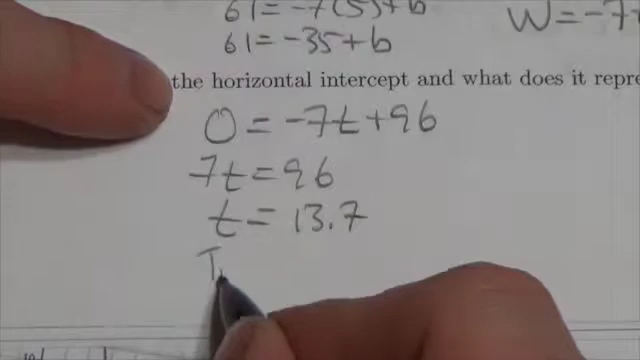 61 = -7(5) + b
W = -7
61 = -35 + b
the horizontal intercept and what does it repre
0 = -7t + 96
7t = 96
t = 13.7